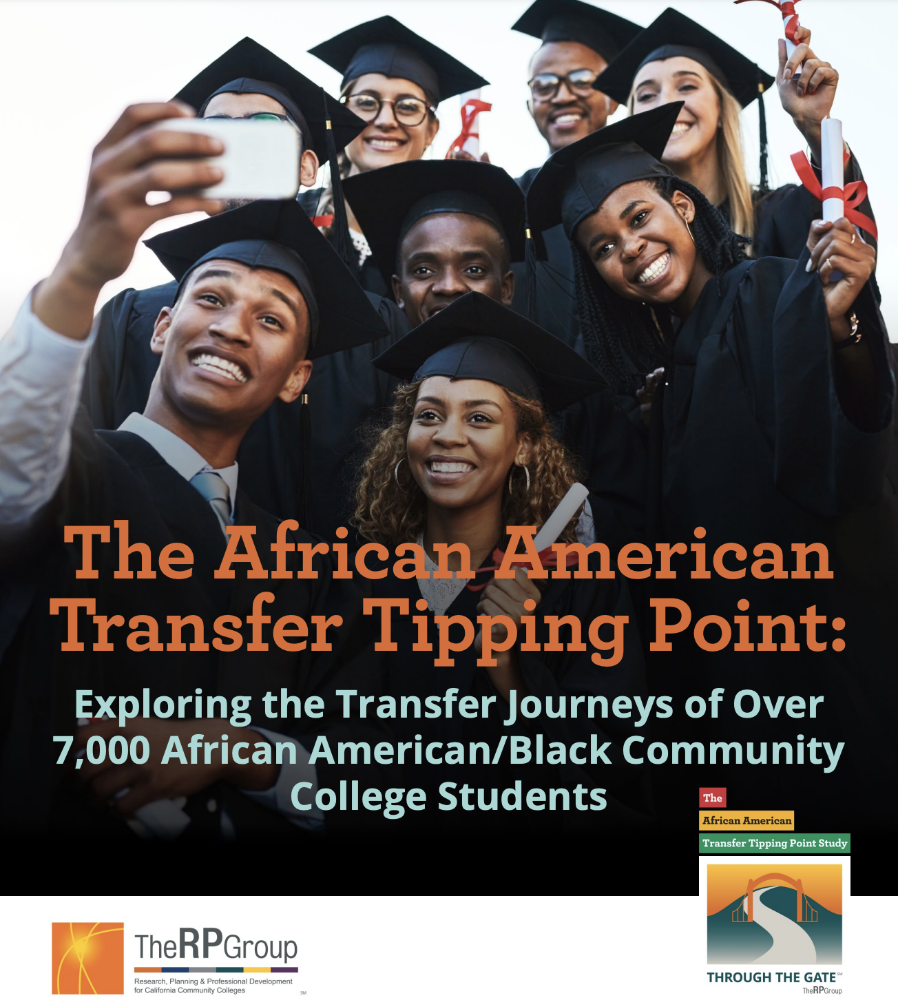 The African American
Transfer Tipping Point:
Exploring the Transfer Journeys of Over
7,000 African American/Black Community
College Students
The
African American
Transfer Tipping Point Study
TheRPGroup
Research, Planning & Professional Development
for California Community Colleges
SM
THROUGH THE GATE SM
TheRPGroup